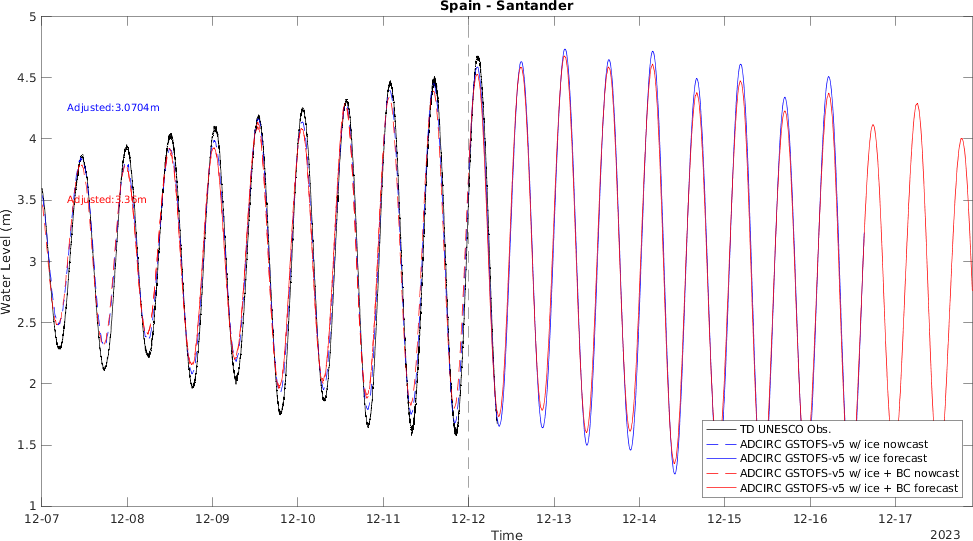 Spain - Santander
5
4.5
4
3.5
3
2.5
2
1.5
1
Water Level (m)
Adjusted:3.0704m
Adjusted:3.36m
TD UNESCO Obs.
ADCIRC GSTOFS-v5 w/ ice nowcast
ADCIRC GSTOFS-v5 w/ ice forecast
ADCIRC GSTOFS-v5 w/ ice + BC nowcast
ADCIRC GSTOFS-v5 w/ ice + BC forecast
12-07 12-08 12-09 12-10 12-11 12-12 12-13 12-14 12-15 12-16 12-17
Time
2023